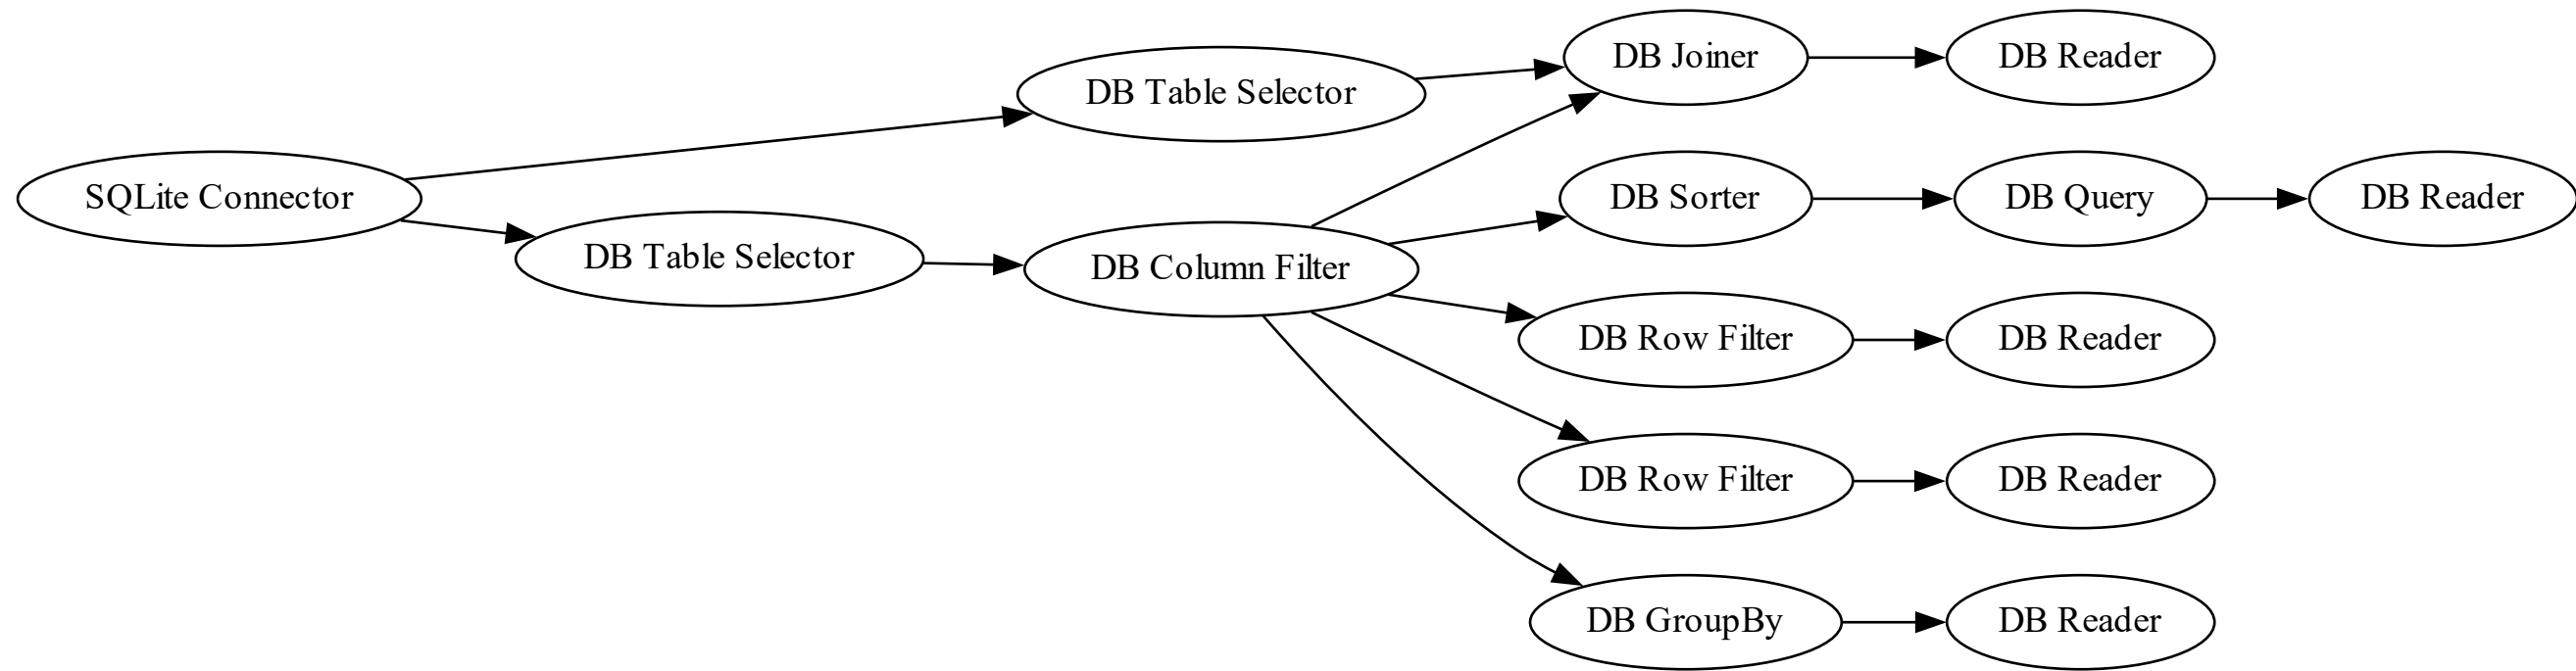 DB Joiner
DB Reader
DB Table Selector
SQLite Connector
DB Sorter
DB Query
DB Reader
DB Table Selector
DB Column Filter
DB Row Filter
DB Reader
DB Row Filter
DB Reader
DB GroupBy
DB Reader